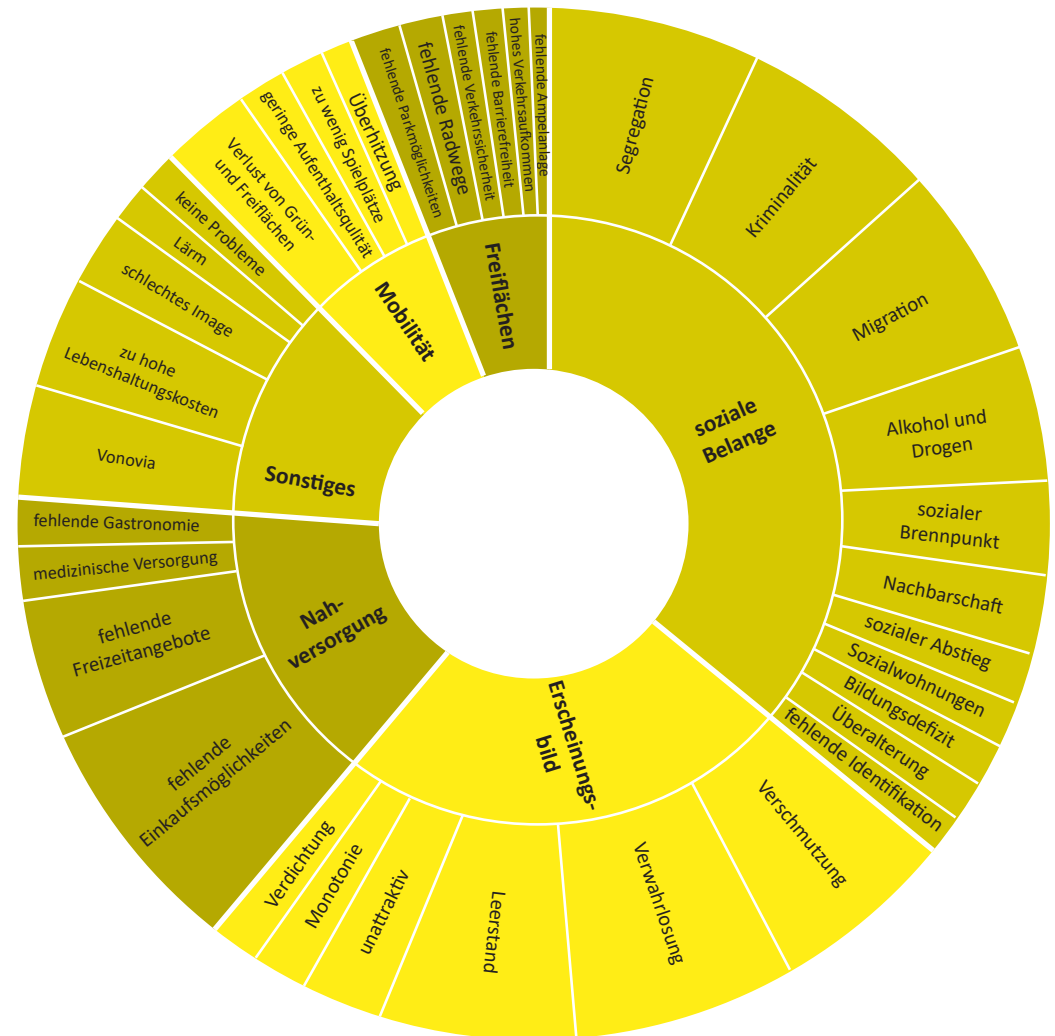 soziale
Belange
Segregation
Kriminalität
Migration
Alkohol und
Drogen
sozialer
Brennpunkt
Nachbarschaft
sozialer Abstieg
Sozialwohnungen
Bildungsdefizit
Überalterung
fehlende Identifikation
Erscheinungs-
bild
Verschmutzung
Verwahrlosung
Leerstand
unattraktiv
Monotonie
Verdichtung
Nah-
versorgung
fehlende
Einkaufsmöglichkeiten
fehlende
Freizeitangebote
medizinische Versorgung
fehlende Gastronomie
Sonstiges
Vonovia
zu hohe
Lebenshaltungskosten
schlechtes Image
Lärm
keine Probleme
Mobilität
Verlust von Grün-
und Freiflächen
geringe Aufenthaltsqulität
zu wenig Spielplätze
Überhitzung
Freiflächen
fehlende Parkmöglichkeiten
fehlende Radwege
fehlende Verkehrssicherheit
fehlende Barrierefreiheit
hohes Verkehrsaufkommen
fehlende Ampelanlage